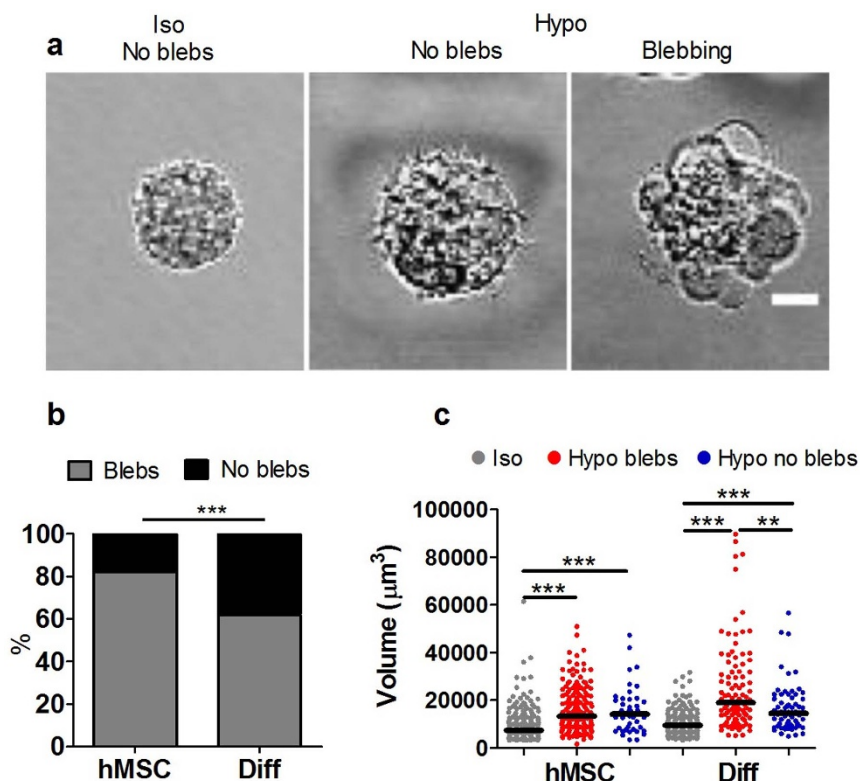 Iso
No blebs
Hypo
No blebs
Blebbing
a
b
Blebs
No blebs
***
100
80
60
40
20
0
%
hMSC
Diff
c
Iso
Hypo blebs
Hypo no blebs
100000
80000
60000
40000
20000
0
Volume (μm³)
***
***
***
***
**
hMSC
Diff